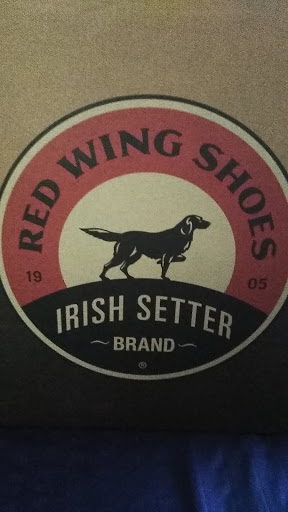 RED WING SHOES
19 05
IRISH SETTER
~ BRAND ~
®